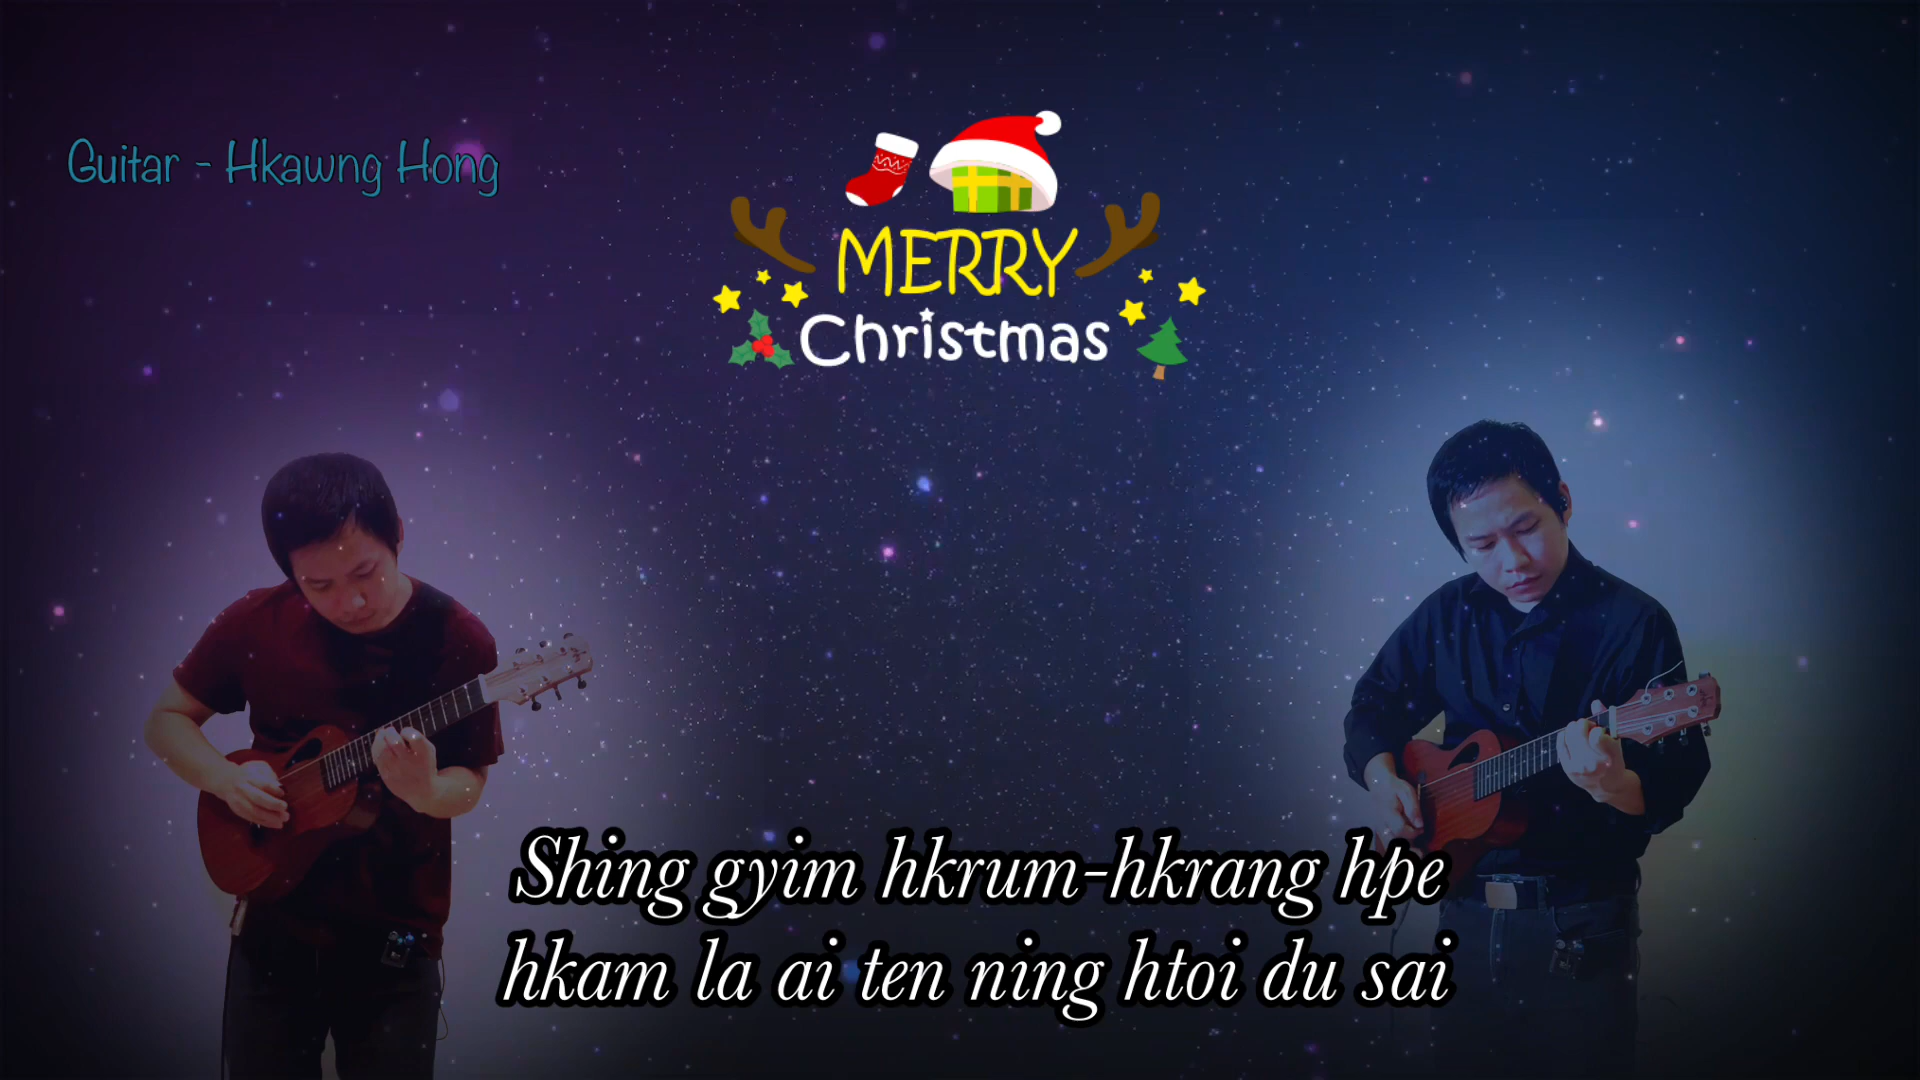 Guitar - Hkawng Hong
MERRY
Christmas
Shing gyim hkrum-hkrang hpe
hkam la ai ten ning htoi du sai